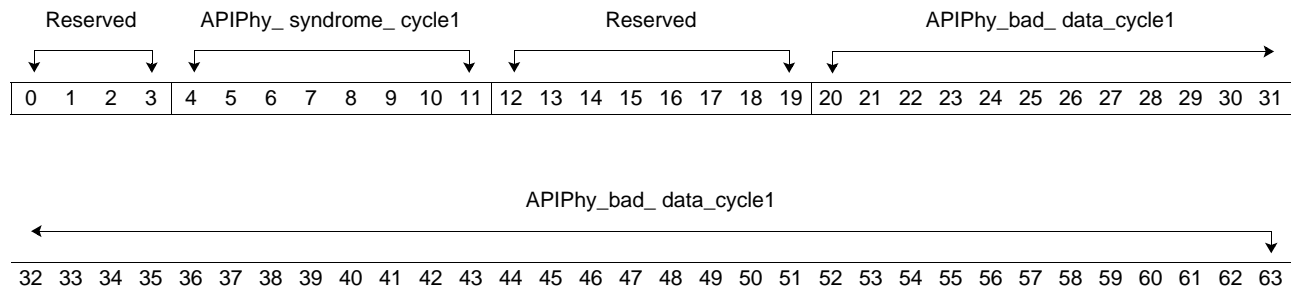 Reserved APIPhy_ syndrome_ cycle1 Reserved APIPhy_bad_ data_cycle1
0 1 2 3 4 5 6 7 8 9 10 11 12 13 14 15 16 17 18 19 20 21 22 23 24 25 26 27 28 29 30 31
APIPhy_bad_ data_cycle1
32 33 34 35 36 37 38 39 40 41 42 43 44 45 46 47 48 49 50 51 52 53 54 55 56 57 58 59 60 61 62 63